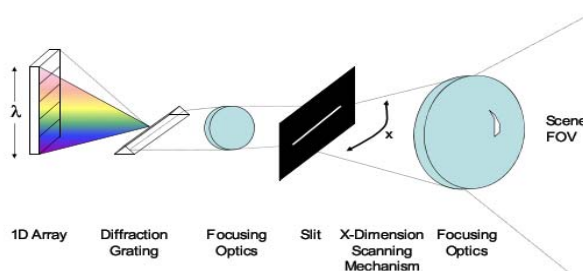 λ
x
Scene
FOV
1D Array
Diffraction
Grating
Focusing
Optics
Slit
X-Dimension
Scanning
Mechanism
Focusing
Optics